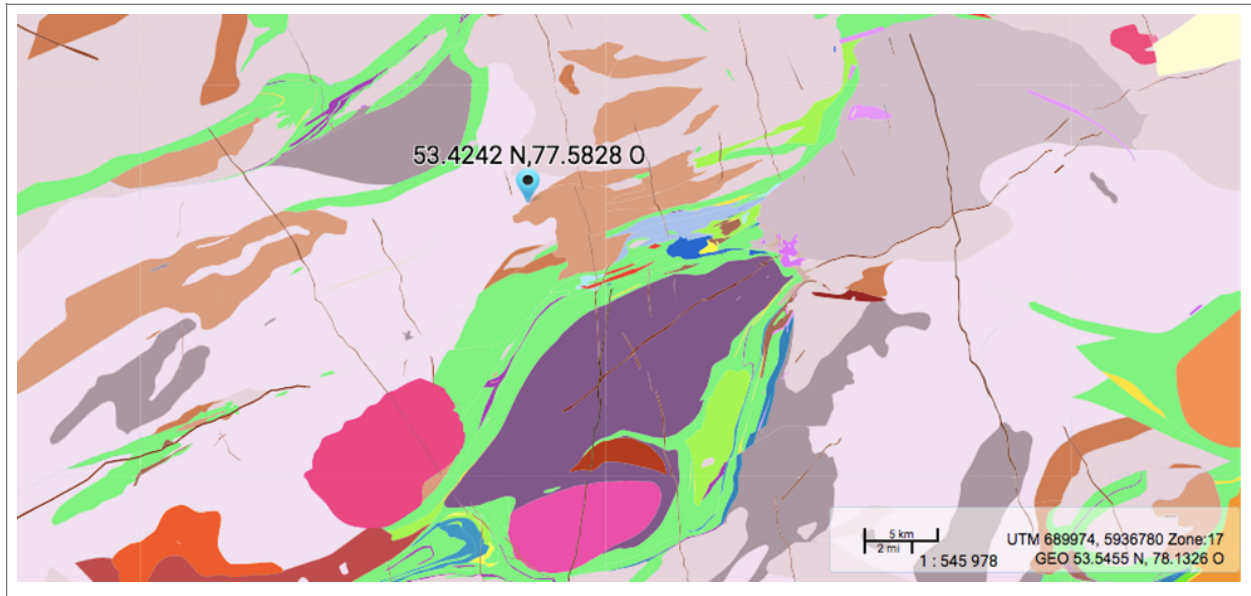 53.4242 N,77.5828 O
5 km
2 mi
1 : 545 978
UTM 689974, 5936780 Zone:17
GEO 53.5455 N, 78.1326 O